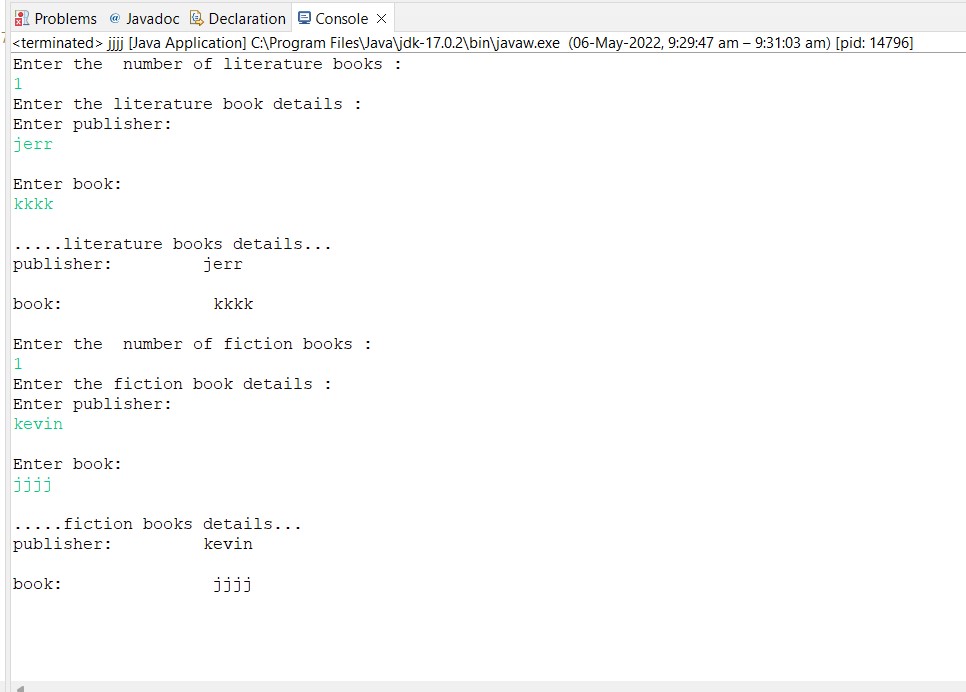 Problems @ Javadoc Declaration Console
<terminated> jjjj [Java Application] C:\Program Files\Java\jdk-17.0.2\bin\javaw.exe (06-May-2022, 9:29:47 am – 9:31:03 am) [pid: 14796]
Enter the  number of literature books :
1
Enter the literature book details :
Enter publisher:
jerr
Enter book:
kkkk
.....literature books details...
publisher:         jerr
book:               kkkk
Enter the  number of fiction books :
1
Enter the fiction book details :
Enter publisher:
kevin
Enter book:
jjjj
.....fiction books details...
publisher:         kevin
book:               jjjj